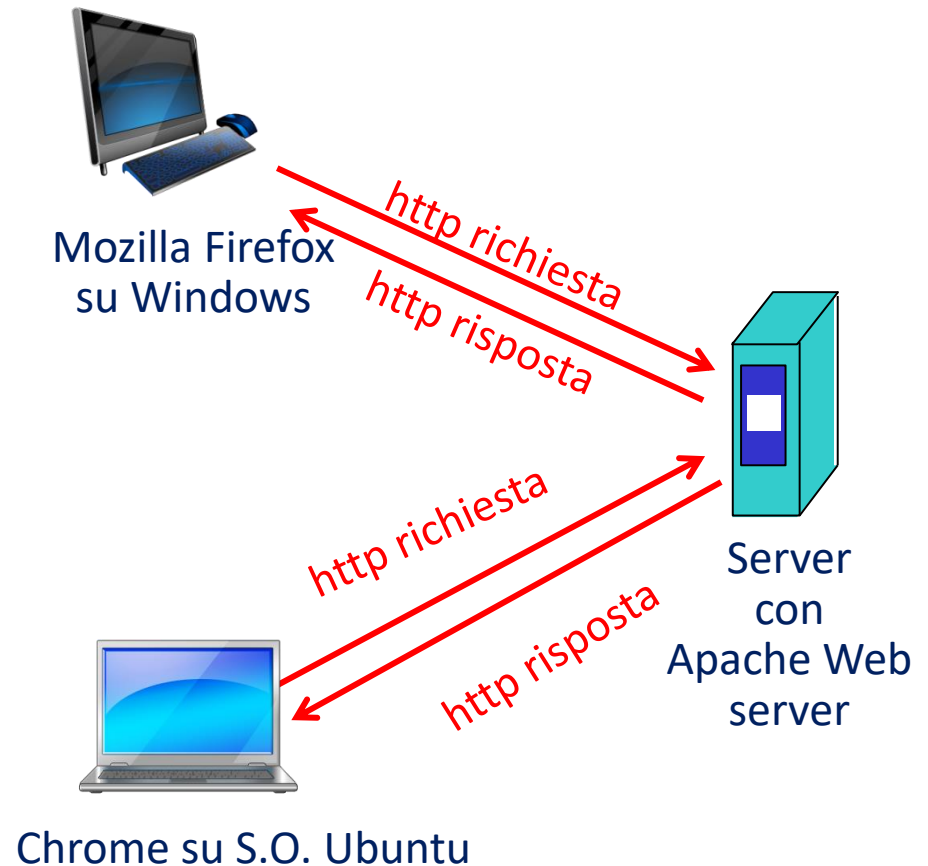 Mozilla Firefox
su Windows
http richiesta
http risposta
http richiesta
http risposta
Server
con
Apache Web
server
Chrome su S.O. Ubuntu